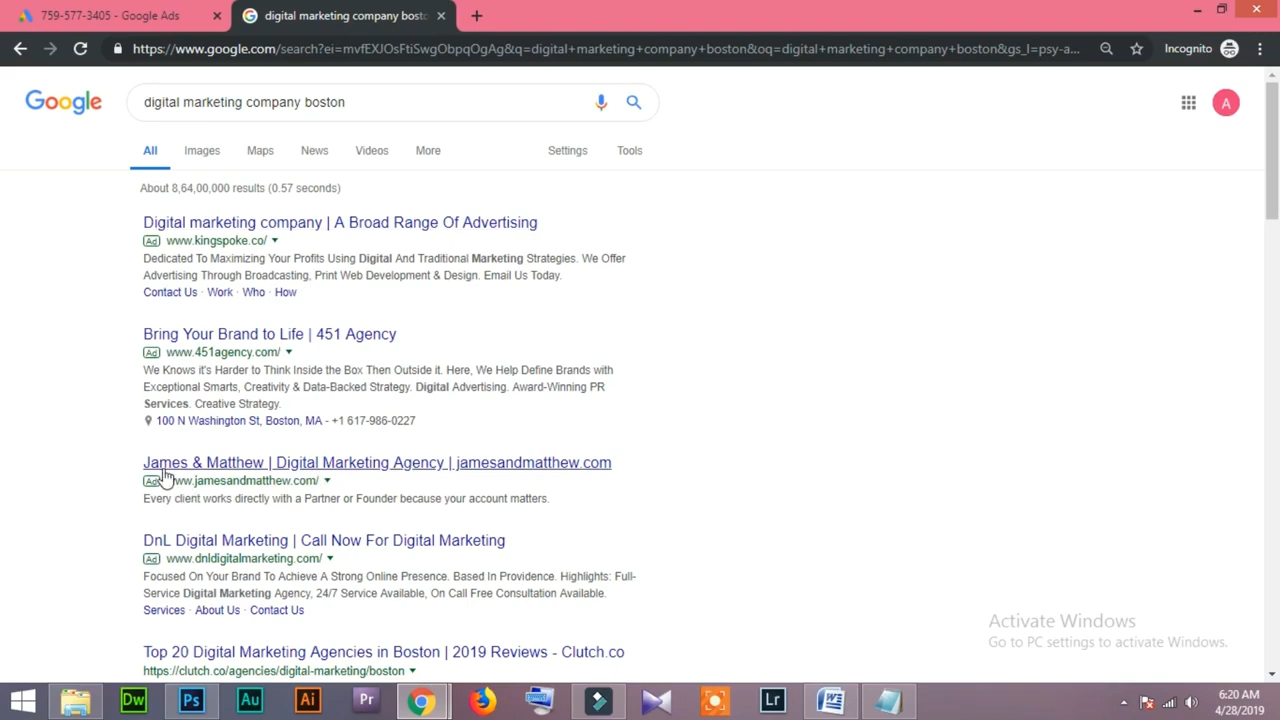 759-577-3405 - Google Ads
digital marketing company bosto
https://www.google.com/search?ei=mvfEXJOsFtiSwgObpqOgAg&q=digital+marketing+company+boston&oq=digital+marketing+company+boston&gs_l=psy-a...
Incognito
Google
digital marketing company boston
A
All
Images
Maps
News
Videos
More
Settings
Tools
About 8,64,00,000 results (0.57 seconds)
Digital marketing company | A Broad Range Of Advertising
Ad www.kingspoke.co/
Dedicated To Maximizing Your Profits Using Digital And Traditional Marketing Strategies. We Offer
Advertising Through Broadcasting, Print Web Development & Design. Email Us Today.
Contact Us · Work · Who · How
Bring Your Brand to Life | 451 Agency
Ad www.451agency.com/
We Knows it's Harder to Think Inside the Box Then Outside it. Here, We Help Define Brands with
Exceptional Smarts, Creativity & Data-Backed Strategy. Digital Advertising. Award-Winning PR
Services. Creative Strategy.
100 N Washington St, Boston, MA - +1 617-986-0227
James & Matthew | Digital Marketing Agency | jamesandmatthew.com
Ad www.jamesandmatthew.com/
Every client works directly with a Partner or Founder because your account matters.
DnL Digital Marketing | Call Now For Digital Marketing
Ad www.dnldigitalmarketing.com/
Focused On Your Brand To Achieve A Strong Online Presence. Based In Providence. Highlights: Full-
Service Digital Marketing Agency, 24/7 Service Available, On Call Free Consultation Available.
Services · About Us · Contact Us
Top 20 Digital Marketing Agencies in Boston | 2019 Reviews - Clutch.co
https://clutch.co/agencies/digital-marketing/boston
Activate Windows
Go to PC settings to activate Windows.
Dw
Ps
Au
Ai
Pr
Lr
6:20 AM
4/28/2019